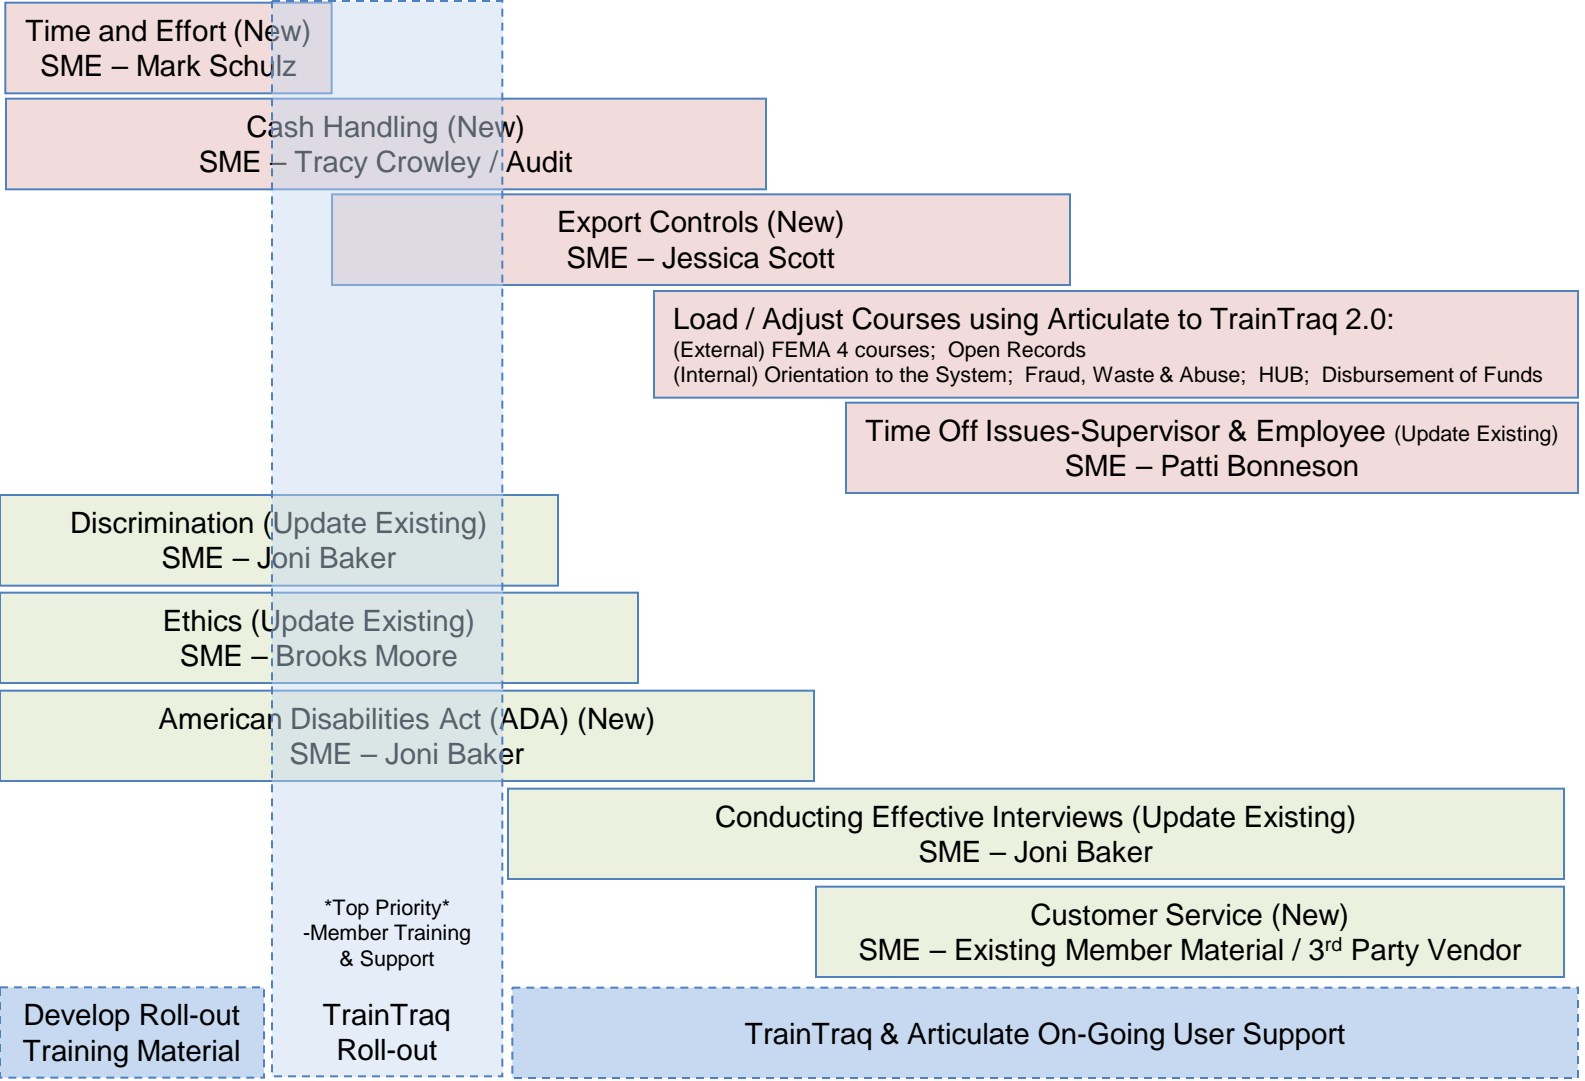 Time and Effort (New)
SME – Mark Schulz
Cash Handling (New)
SME – Tracy Crowley / Audit
Export Controls (New)
SME – Jessica Scott
Load / Adjust Courses using Articulate to TrainTraq 2.0:
(External) FEMA 4 courses; Open Records
(Internal) Orientation to the System; Fraud, Waste & Abuse; HUB; Disbursement of Funds
Time Off Issues-Supervisor & Employee (Update Existing)
SME – Patti Bonneson
Discrimination (Update Existing)
SME – Joni Baker
Ethics (Update Existing)
SME – Brooks Moore
American Disabilities Act (ADA) (New)
SME – Joni Baker
Conducting Effective Interviews (Update Existing)
SME – Joni Baker
Customer Service (New)
SME – Existing Member Material / 3rd Party Vendor
*Top Priority*
-Member Training
& Support
Develop Roll-out
Training Material
TrainTraq
Roll-out
TrainTraq & Articulate On-Going User Support